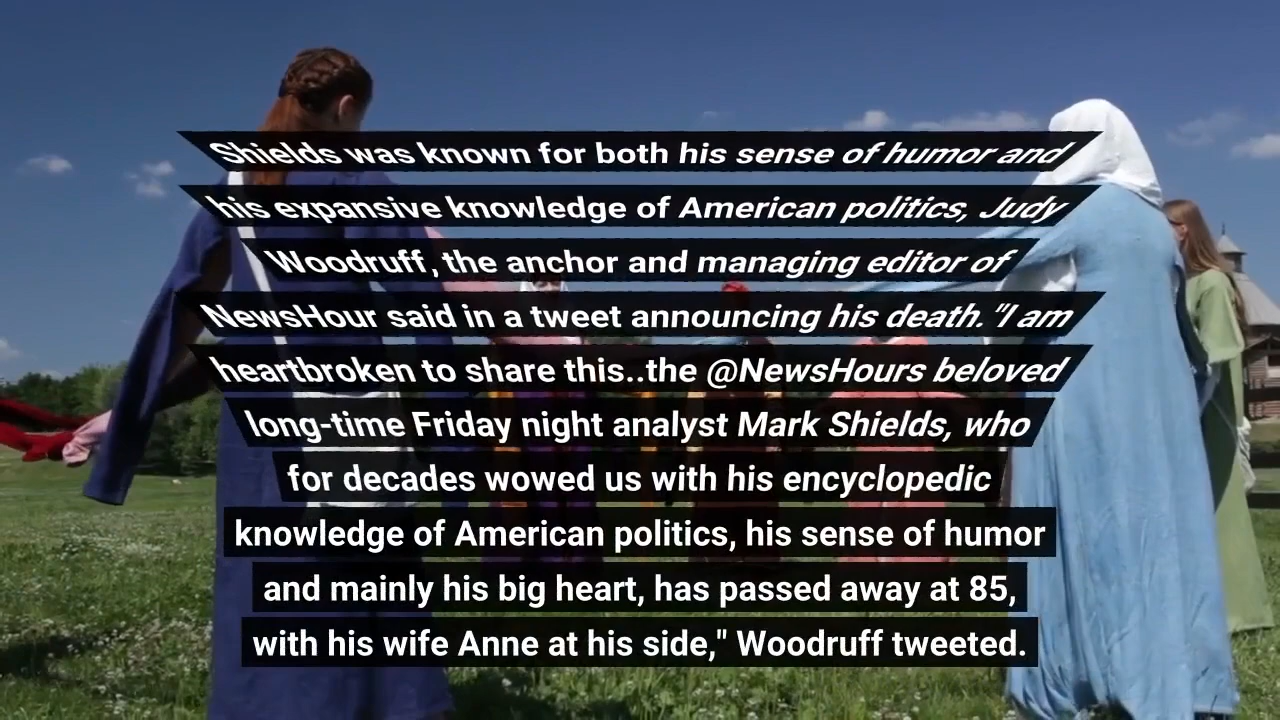 Shields was known for both his sense of humor and
his expansive knowledge of American politics, Judy
Woodruff, the anchor and managing editor of
NewsHour said in a tweet announcing his death. "I am
heartbroken to share this..the @NewsHours beloved
long-time Friday night analyst Mark Shields, who
for decades wowed us with his encyclopedic
knowledge of American politics, his sense of humor
and mainly his big heart, has passed away at 85,
with his wife Anne at his side," Woodruff tweeted.